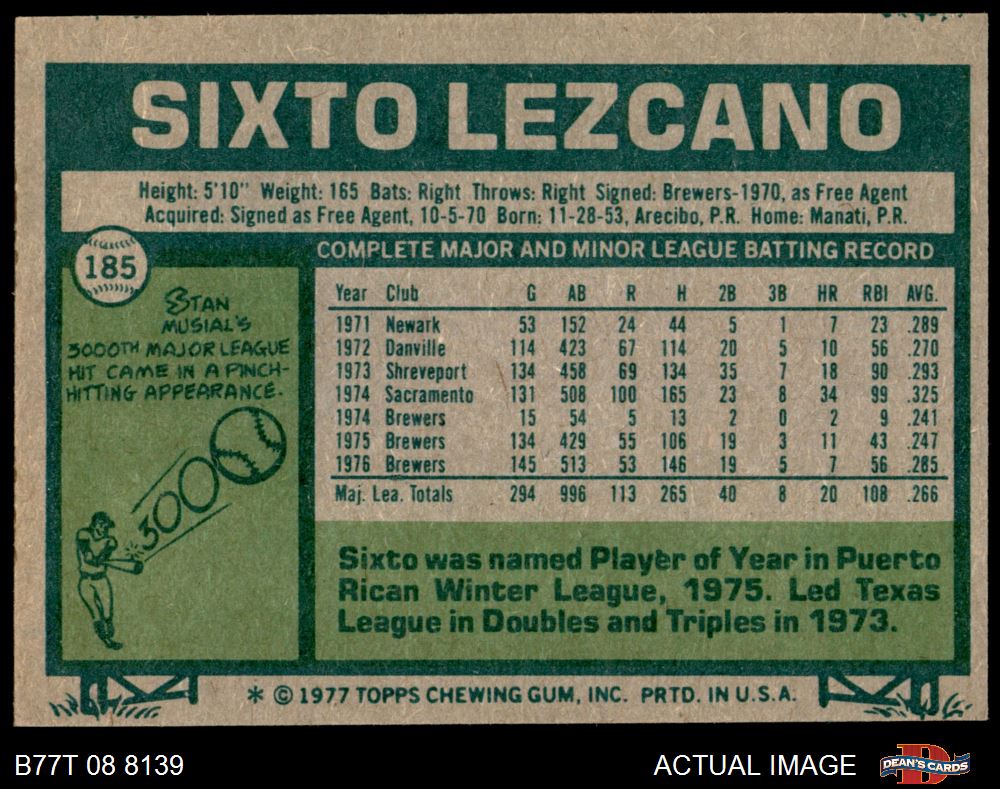 SIXTO LEZCANO
Height: 5'10" Weight: 165 Bats: Right Throws: Right Signed: Brewers-1970, as Free Agent
Acquired: Signed as Free Agent, 10-5-70 Born: 11-28-53, Arecibo, P.R. Home: Manati, P.R.
185
STAN
MUSIAL'S
3000TH MAJOR LEAGUE
HIT CAME IN A PINCH-
HITTING APPEARANCE.
3000
COMPLETE MAJOR AND MINOR LEAGUE BATTING RECORD
Year Club G AB R H 2B 3B HR RBI AVG.
1971 Newark 53 152 24 44 5 1 7 23 .289
1972 Danville 114 423 67 114 20 5 10 56 .270
1973 Shreveport 134 458 69 134 35 7 18 90 .293
1974 Sacramento 131 508 100 165 23 8 34 99 .325
1974 Brewers 15 54 5 13 2 0 2 9 .241
1975 Brewers 134 429 55 106 19 3 11 43 .247
1976 Brewers 145 513 53 146 19 5 7 56 .285
Maj. Lea. Totals 294 996 113 265 40 8 20 108 .266
Sixto was named Player of Year in Puerto
Rican Winter League, 1975. Led Texas
League in Doubles and Triples in 1973.
* © 1977 TOPPS CHEWING GUM, INC. PRTD. IN U.S.A.
B77T 08 8139
ACTUAL IMAGE
D
DEAN'S CARDS